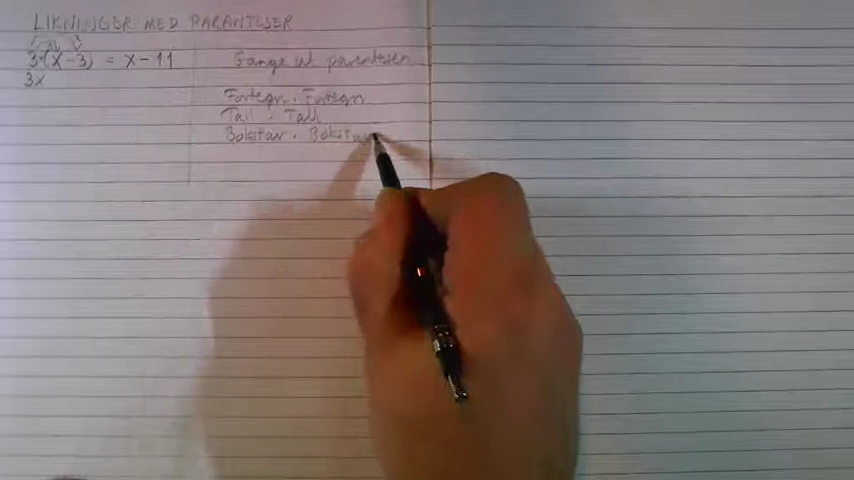 LIKNINGER MED PARANTESER
3·(x-3) = x-11
Gange ut parentesen
3x
Fortegn · Fortegn
Tall · Tall
Bokstav · Bokstav